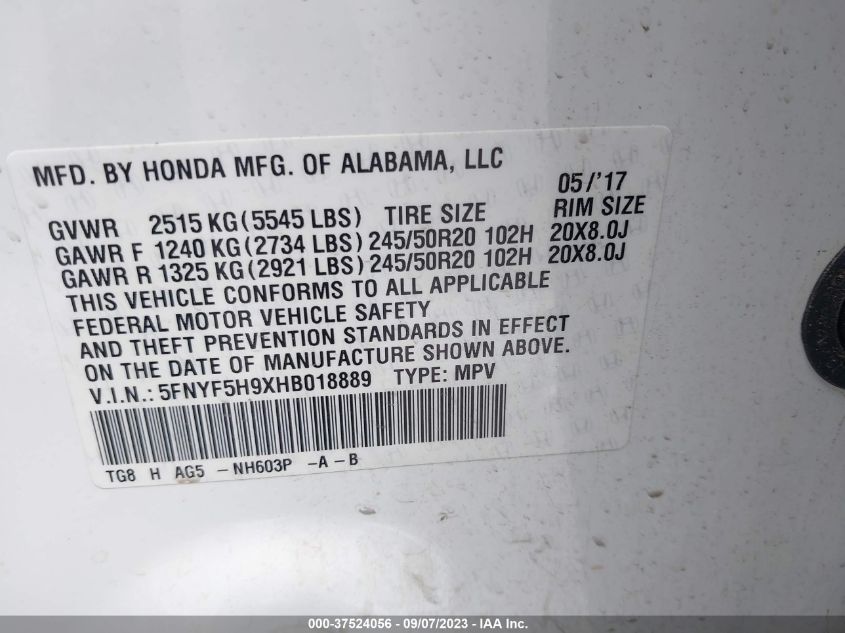 MFD. BY HONDA MFG. OF ALABAMA, LLC
05/'17
GVWR 2515 KG(5545 LBS) TIRE SIZE RIM SIZE
GAWR F 1240 KG(2734 LBS) 245/50R20 102H 20X8.0J
GAWR R 1325 KG(2921 LBS) 245/50R20 102H 20X8.0J
THIS VEHICLE CONFORMS TO ALL APPLICABLE
FEDERAL MOTOR VEHICLE SAFETY
AND THEFT PREVENTION STANDARDS IN EFFECT
ON THE DATE OF MANUFACTURE SHOWN ABOVE.
V.I.N.: 5FNYF5H9XHB018889 TYPE: MPV
TG8 H AG5 -NH603P -A-B
000-37524056 - 09/07/2023 - IAA Inc.